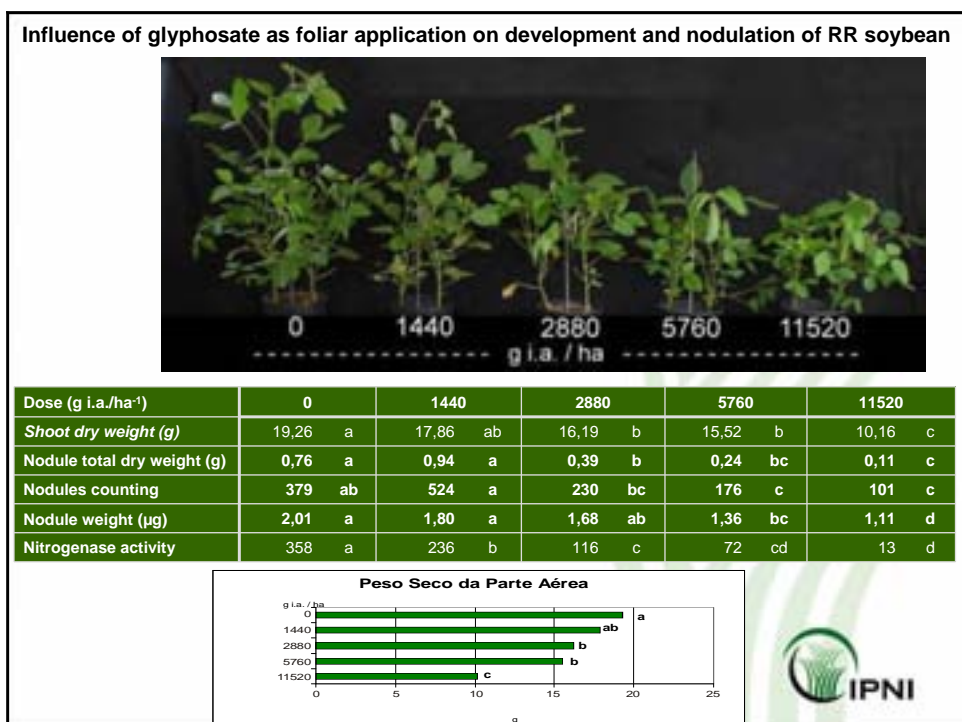 Influence of glyphosate as foliar application on development and nodulation of RR soybean
0 1440 2880 5760 11520
g i.a. / ha
Dose (g i.a./ha⁻¹) 0 1440 2880 5760 11520
Shoot dry weight (g) 19,26 a 17,86 ab 16,19 b 15,52 b 10,16 c
Nodule total dry weight (g) 0,76 a 0,94 a 0,39 b 0,24 bc 0,11 c
Nodules counting 379 ab 524 a 230 bc 176 c 101 c
Nodule weight (µg) 2,01 a 1,80 a 1,68 ab 1,36 bc 1,11 d
Nitrogenase activity 358 a 236 b 116 c 72 cd 13 d
Peso Seco da Parte Aérea
g i.a. / ha
0 a
1440 ab
2880 b
5760 b
11520 c
0 5 10 15 20 25
g
IPNI